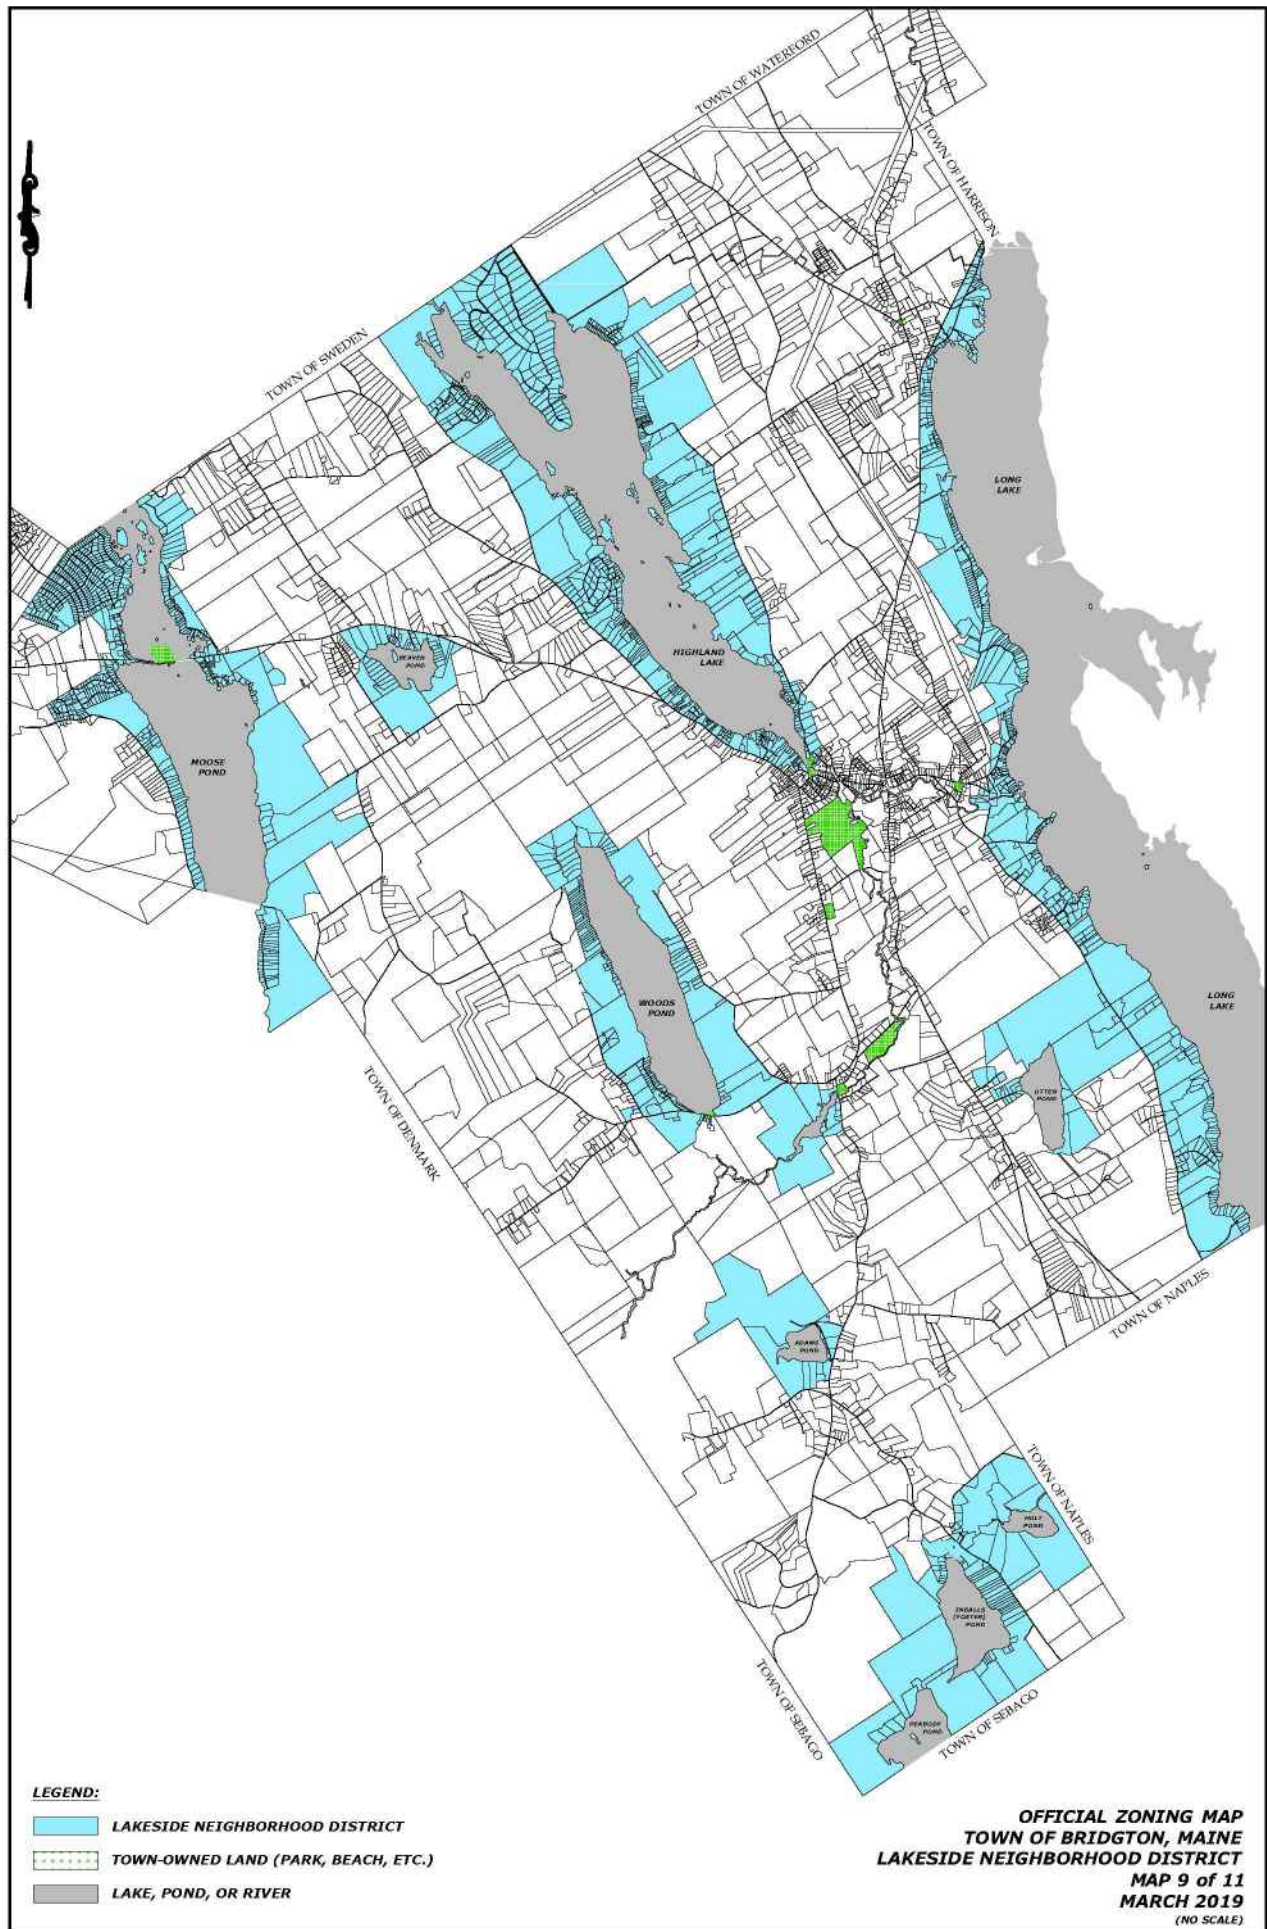 TOWN OF WATERFORD
TOWN OF HARRISON
TOWN OF SWEDEN
LONG
LAKE
HIGHLAND
LAKE
BEAVER
POND
MOOSE
POND
WOODS
POND
LONG
LAKE
OTTER
POND
TOWN OF DENMARK
TOWN OF NAPLES
ADAMS
POND
TOWN OF NAPLES
HOLT
POND
INGALLS
(FOSTER)
POND
TOWN OF SEBAGO
TOWN OF SEBAGO
PEABODY
POND
LEGEND:
LAKESIDE NEIGHBORHOOD DISTRICT
TOWN-OWNED LAND (PARK, BEACH, ETC.)
LAKE, POND, OR RIVER
OFFICIAL ZONING MAP
TOWN OF BRIDGTON, MAINE
LAKESIDE NEIGHBORHOOD DISTRICT
MAP 9 of 11
MARCH 2019
(NO SCALE)